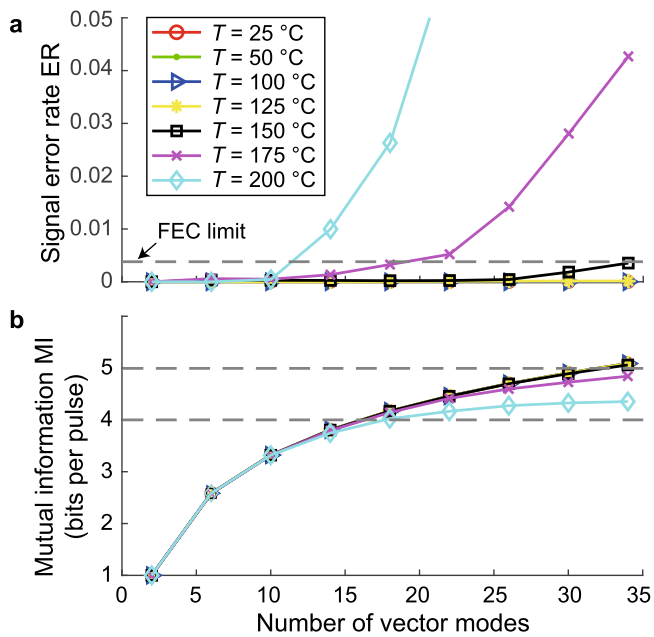 a
Signal error rate ER
0.05
0.04
0.03
0.02
0.01
0
T = 25 °C
T = 50 °C
T = 100 °C
T = 125 °C
T = 150 °C
T = 175 °C
T = 200 °C
FEC limit
b
Mutual information MI
(bits per pulse)
5
4
3
2
1
0 5 10 15 20 25 30 35
Number of vector modes